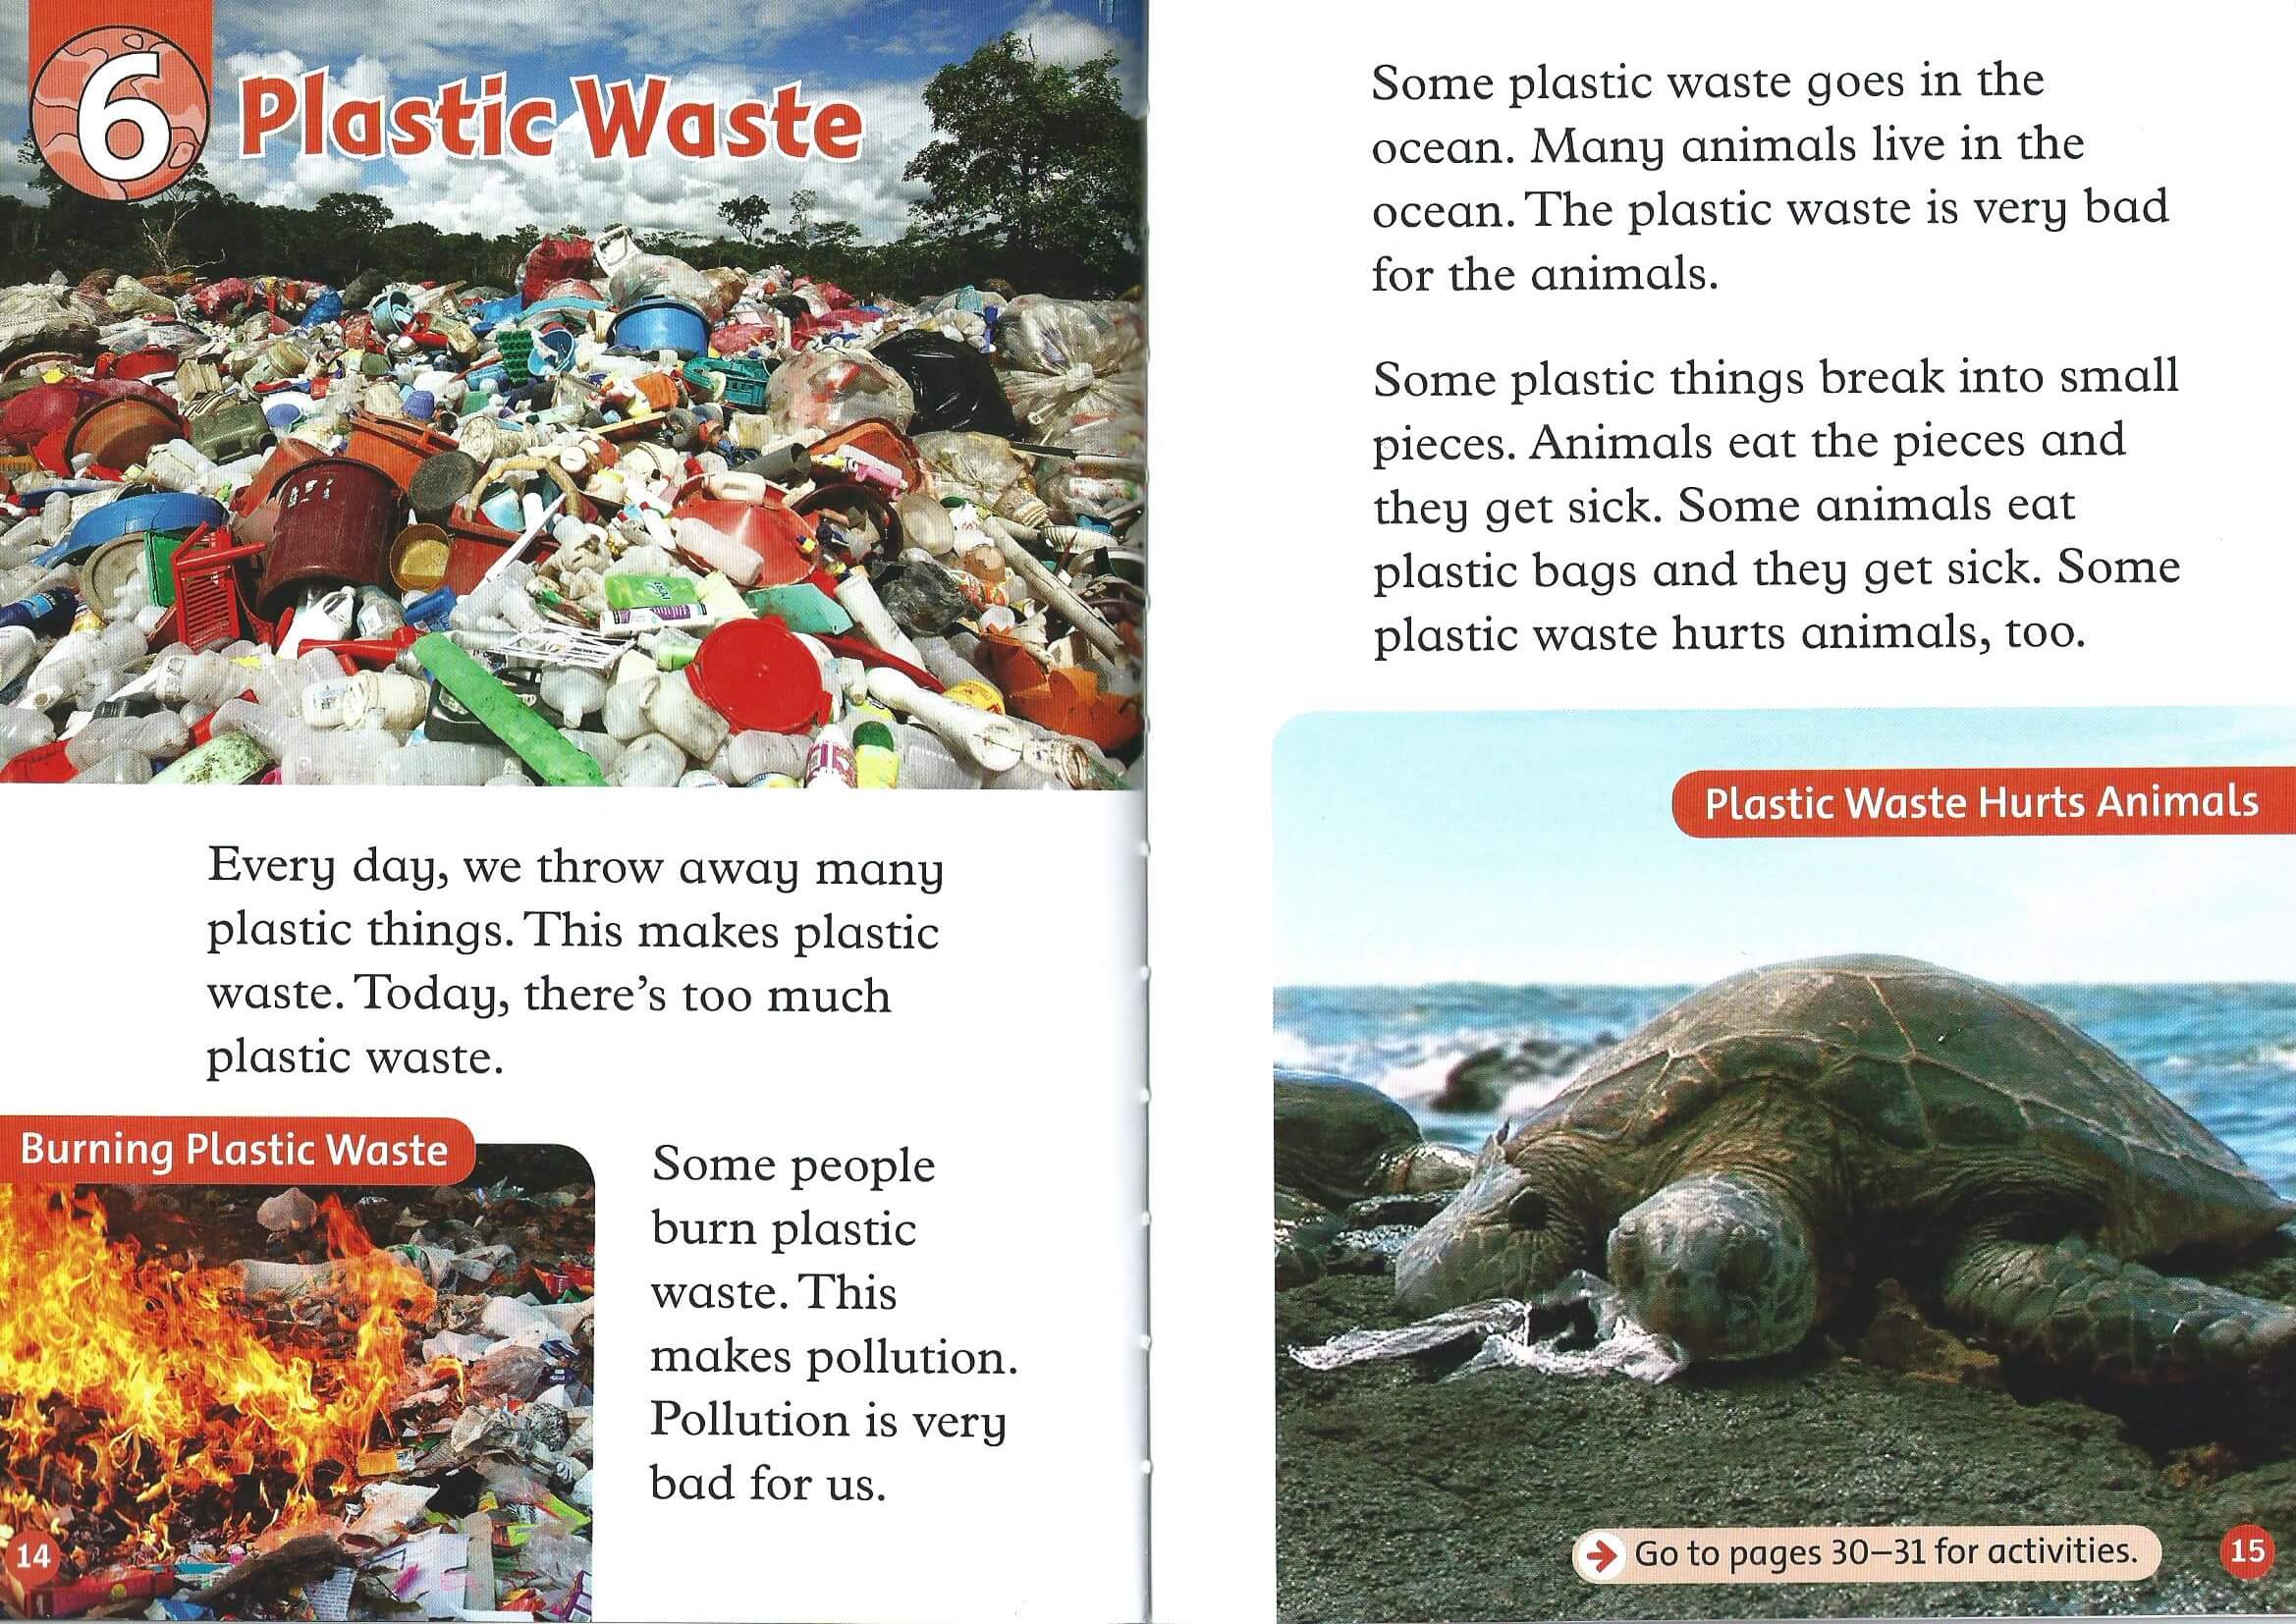 6
Plastic Waste
Every day, we throw away many
plastic things. This makes plastic
waste. Today, there's too much
plastic waste.
Burning Plastic Waste
Some people
burn plastic
waste. This
makes pollution.
Pollution is very
bad for us.
14
Some plastic waste goes in the
ocean. Many animals live in the
ocean. The plastic waste is very bad
for the animals.
Some plastic things break into small
pieces. Animals eat the pieces and
they get sick. Some animals eat
plastic bags and they get sick. Some
plastic waste hurts animals, too.
Plastic Waste Hurts Animals
Go to pages 30–31 for activities.
15